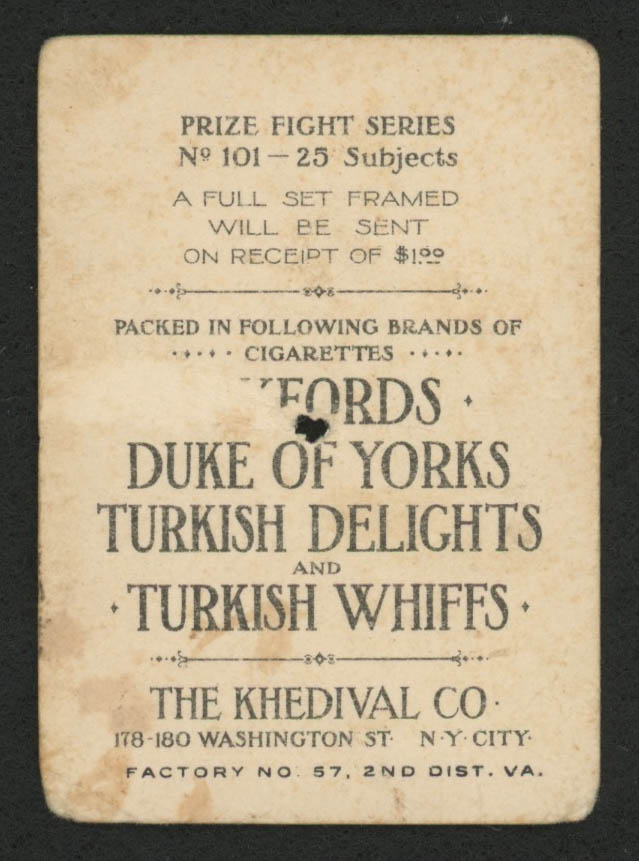 PRIZE FIGHT SERIES
Nº 101 — 25 Subjects
A FULL SET FRAMED
WILL BE SENT
ON RECEIPT OF $1.00
PACKED IN FOLLOWING BRANDS OF
CIGARETTES
DUKE OF YORKS
TURKISH DELIGHTS
AND
TURKISH WHIFFS
THE KHEDIVAL CO.
178-180 WASHINGTON ST. N.Y. CITY.
FACTORY NO. 57, 2ND DIST. VA.